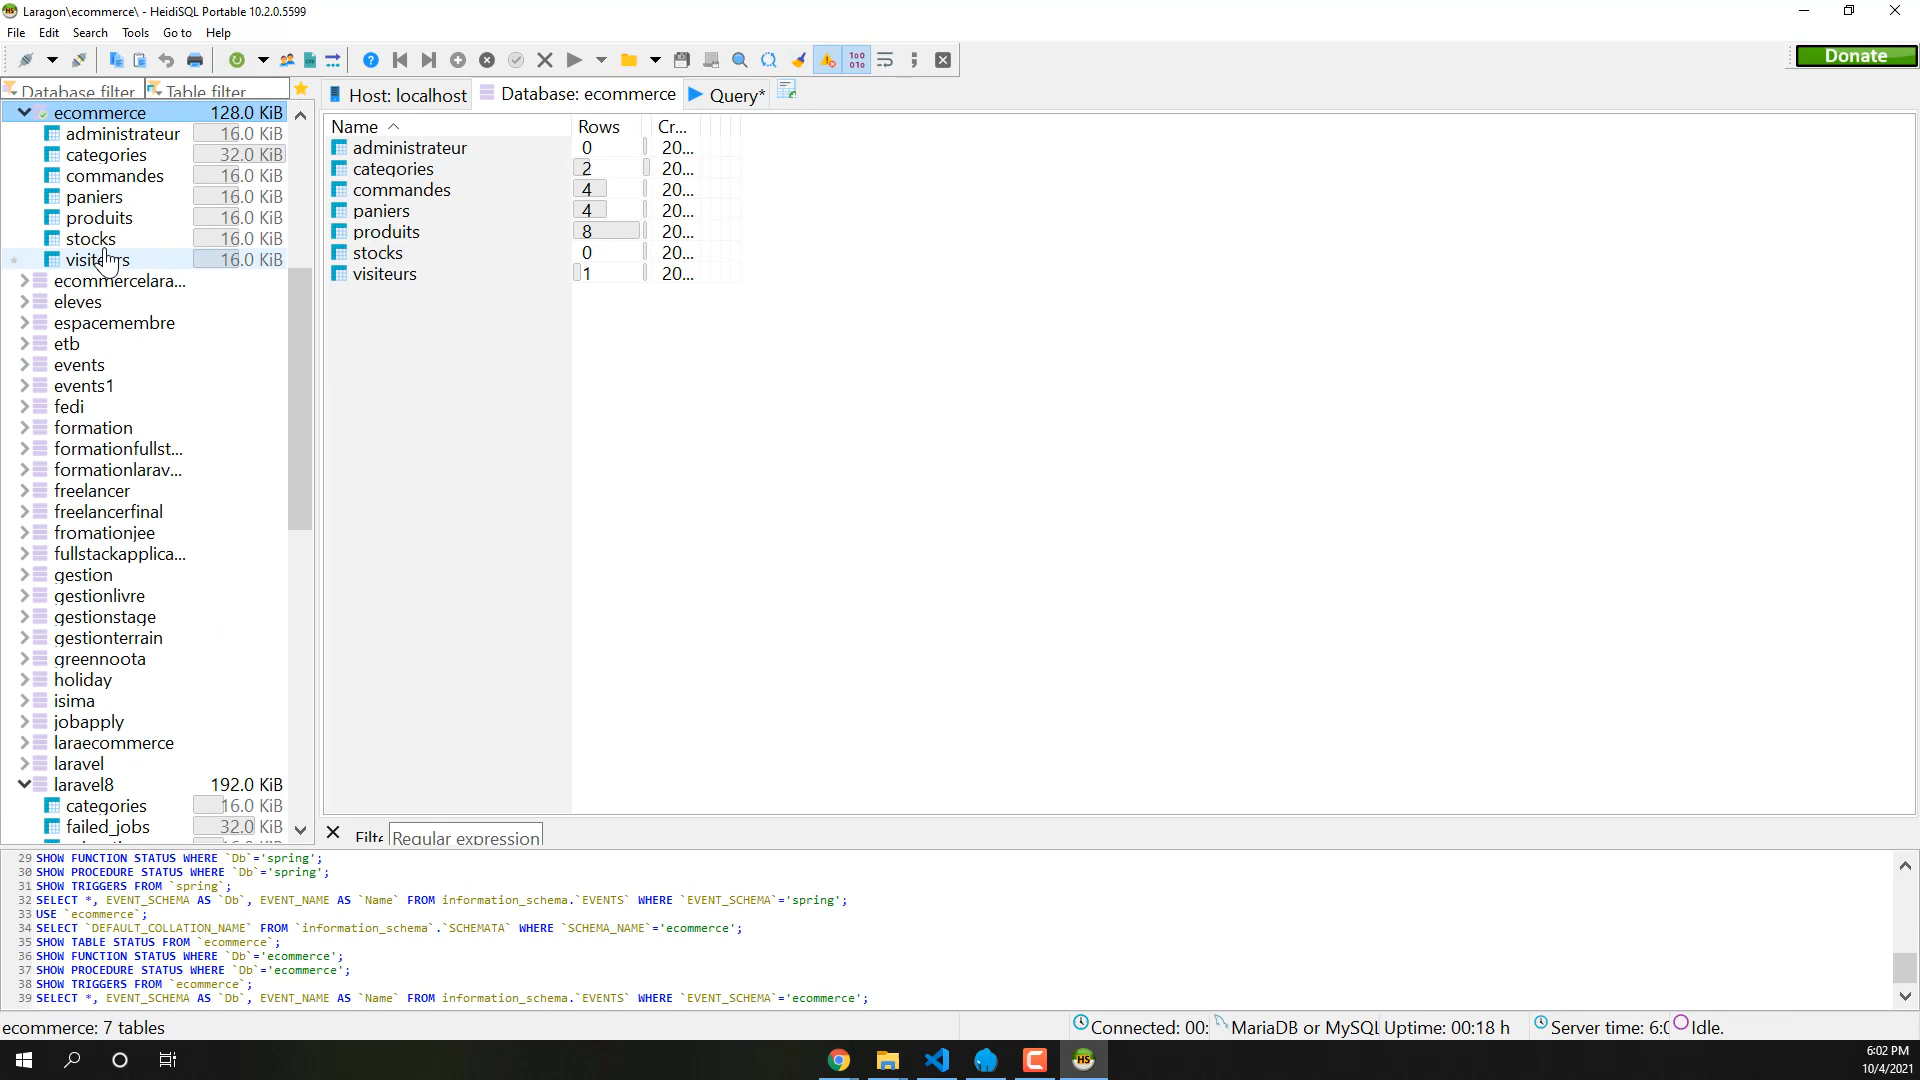 Laragon\ecommerce\ - HeidiSQL Portable 10.2.0.5599
File Edit Search Tools Go to Help
Donate
Database filter Table filter
Host: localhost Database: ecommerce Query*
ecommerce 128.0 KiB
administrateur 16.0 KiB
categories 32.0 KiB
commandes 16.0 KiB
paniers 16.0 KiB
produits 16.0 KiB
stocks 16.0 KiB
visiteurs 16.0 KiB
ecommercelara...
eleves
espacemembre
etb
events
events1
fedi
formation
formationfullst...
formationlarav...
freelancer
freelancerfinal
fromationjee
fullstackapplica...
gestion
gestionlivre
gestionstage
gestionterrain
greennoota
holiday
isima
jobapply
laraecommerce
laravel
laravel8 192.0 KiB
categories 16.0 KiB
failed_jobs 32.0 KiB
Name Rows Cr...
administrateur 0 20...
categories 2 20...
commandes 4 20...
paniers 4 20...
produits 8 20...
stocks 0 20...
visiteurs 1 20...
Filte Regular expression
29 SHOW FUNCTION STATUS WHERE `Db`='spring';
30 SHOW PROCEDURE STATUS WHERE `Db`='spring';
31 SHOW TRIGGERS FROM `spring`;
32 SELECT *, EVENT_SCHEMA AS `Db`, EVENT_NAME AS `Name` FROM information_schema.`EVENTS` WHERE `EVENT_SCHEMA`='spring';
33 USE `ecommerce`;
34 SELECT `DEFAULT_COLLATION_NAME` FROM `information_schema`.`SCHEMATA` WHERE `SCHEMA_NAME`='ecommerce';
35 SHOW TABLE STATUS FROM `ecommerce`;
36 SHOW FUNCTION STATUS WHERE `Db`='ecommerce';
37 SHOW PROCEDURE STATUS WHERE `Db`='ecommerce';
38 SHOW TRIGGERS FROM `ecommerce`;
39 SELECT *, EVENT_SCHEMA AS `Db`, EVENT_NAME AS `Name` FROM information_schema.`EVENTS` WHERE `EVENT_SCHEMA`='ecommerce';
ecommerce: 7 tables Connected: 00: MariaDB or MySQL Uptime: 00:18 h Server time: 6:0 Idle.
6:02 PM
10/4/2021